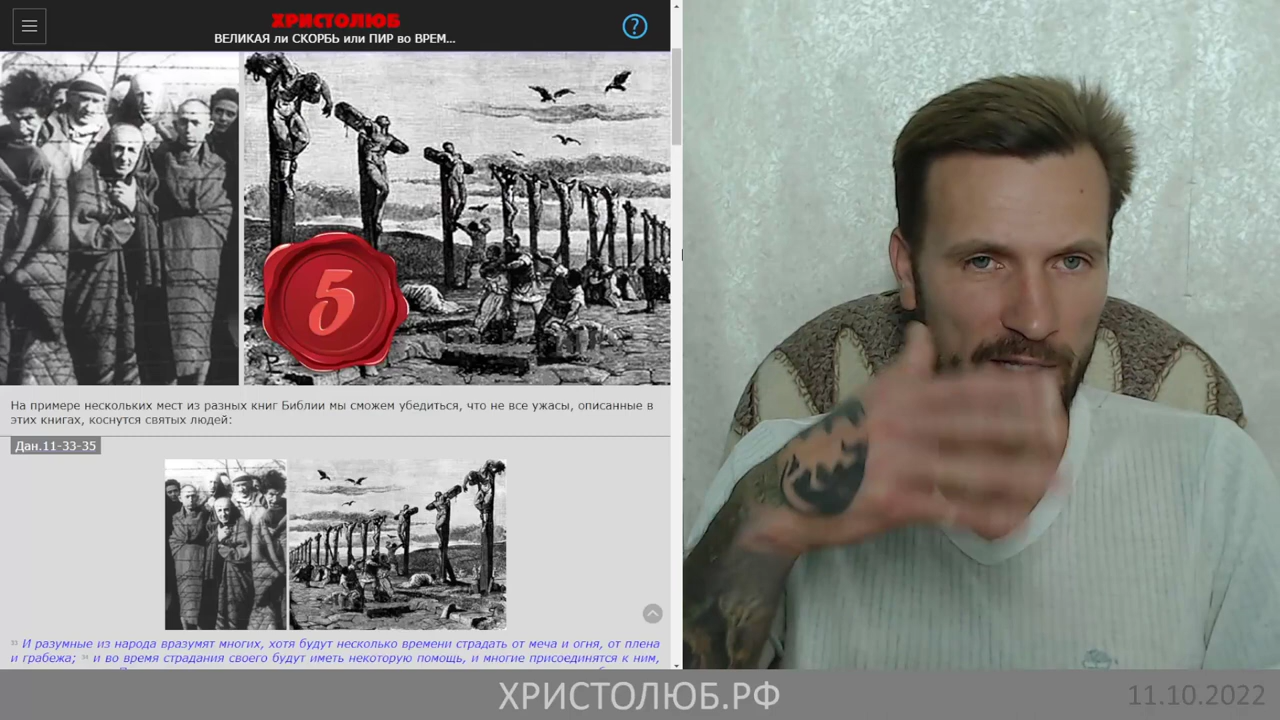 ХРИСТОЛЮБ
ВЕЛИКАЯ ли СКОРБЬ или ПИР во ВРЕМ...
?
5
На примере нескольких мест из разных книг Библии мы сможем убедиться, что не все ужасы, описанные в
этих книгах, коснутся святых людей:
Дан.11-33-35
33 И разумные из народа вразумят многих, хотя будут несколько времени страдать от меча и огня, от плена
и грабежа; 34 и во время страдания своего будут иметь некоторую помощь, и многие присоединятся к ним,
ХРИСТОЛЮБ.РФ
11.10.2022